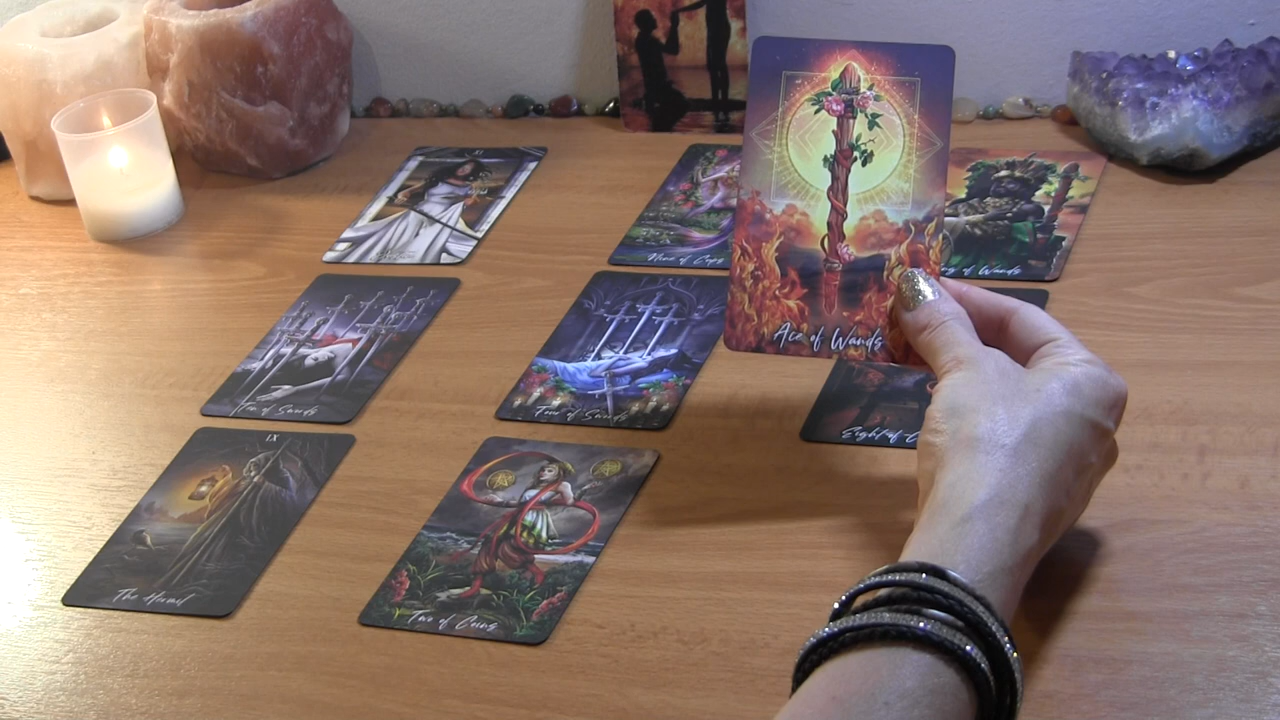 XI
Nine of Cups
of Wands
Ace of Wands
Ten of Swords
Four of Swords
Eight of C
IX
The Hermit
Two of Coins